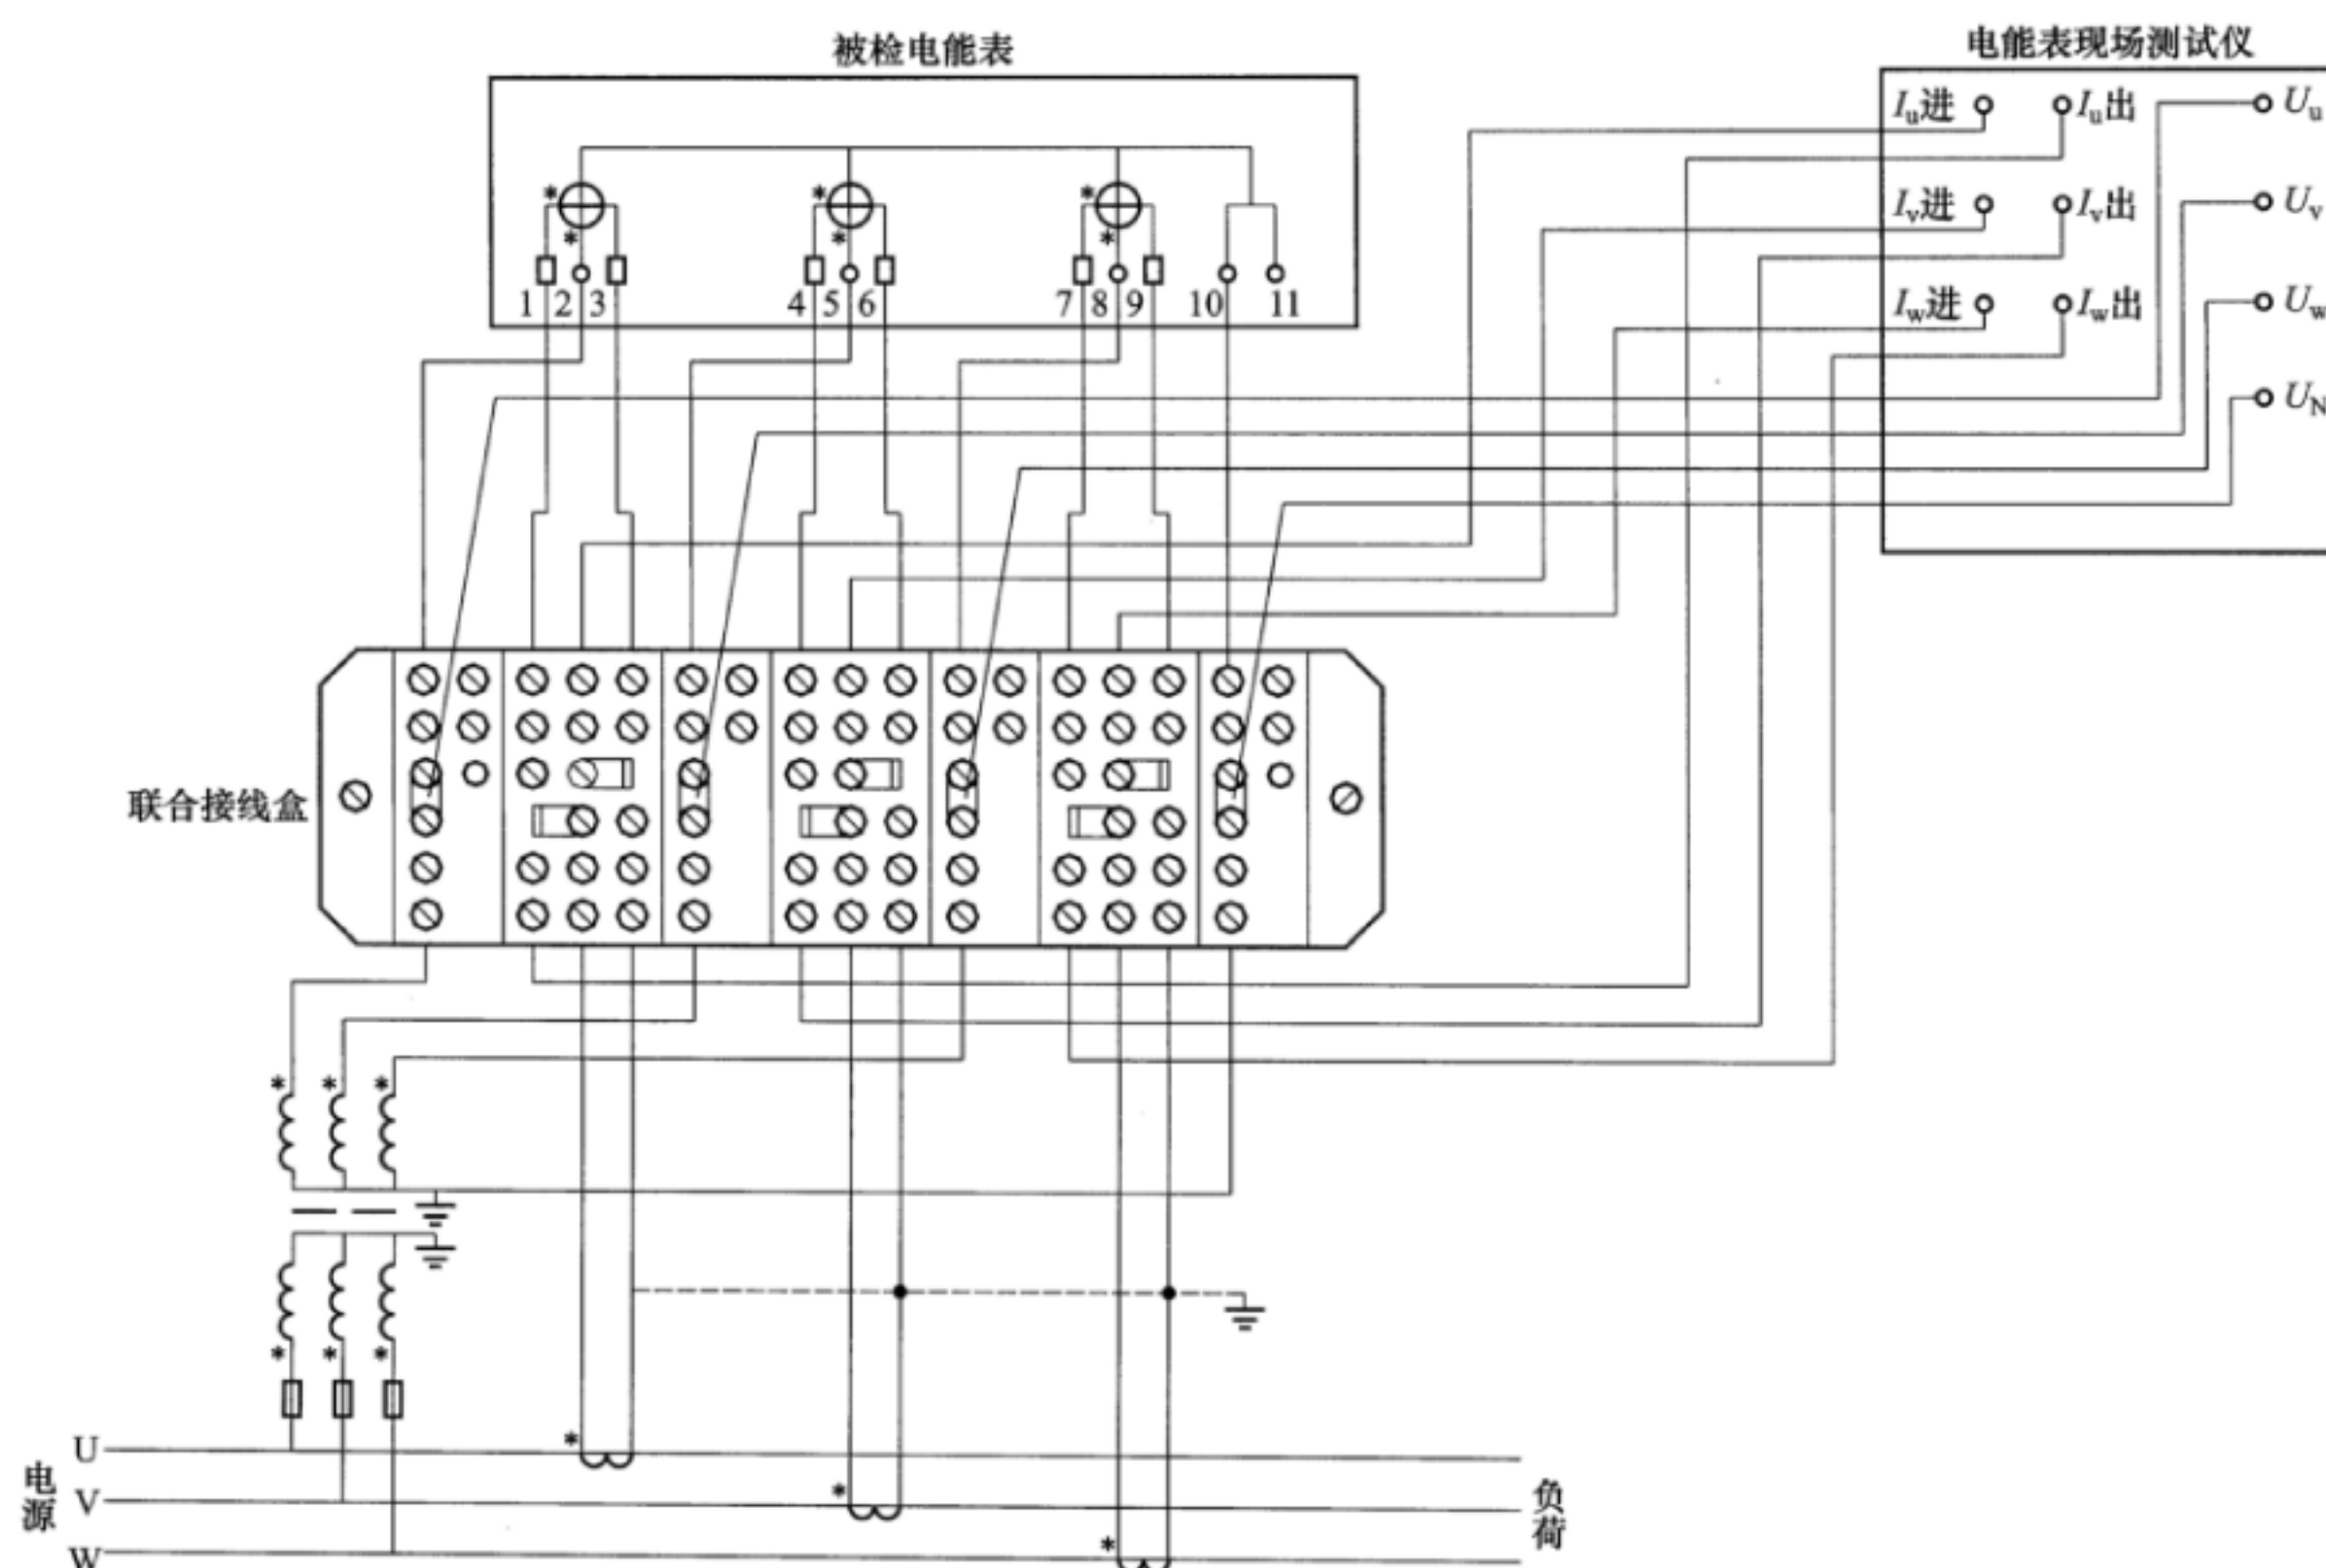 被检电能表
电能表现场测试仪
Iu进 Iu出 Uu
Iv进 Iv出 Uv
Iw进 Iw出 Uw
UN
* * *
* * *
1 2 3 4 5 6 7 8 9 10 11
联合接线盒
* * *
* * *
电源
U *
V *
W *
负荷